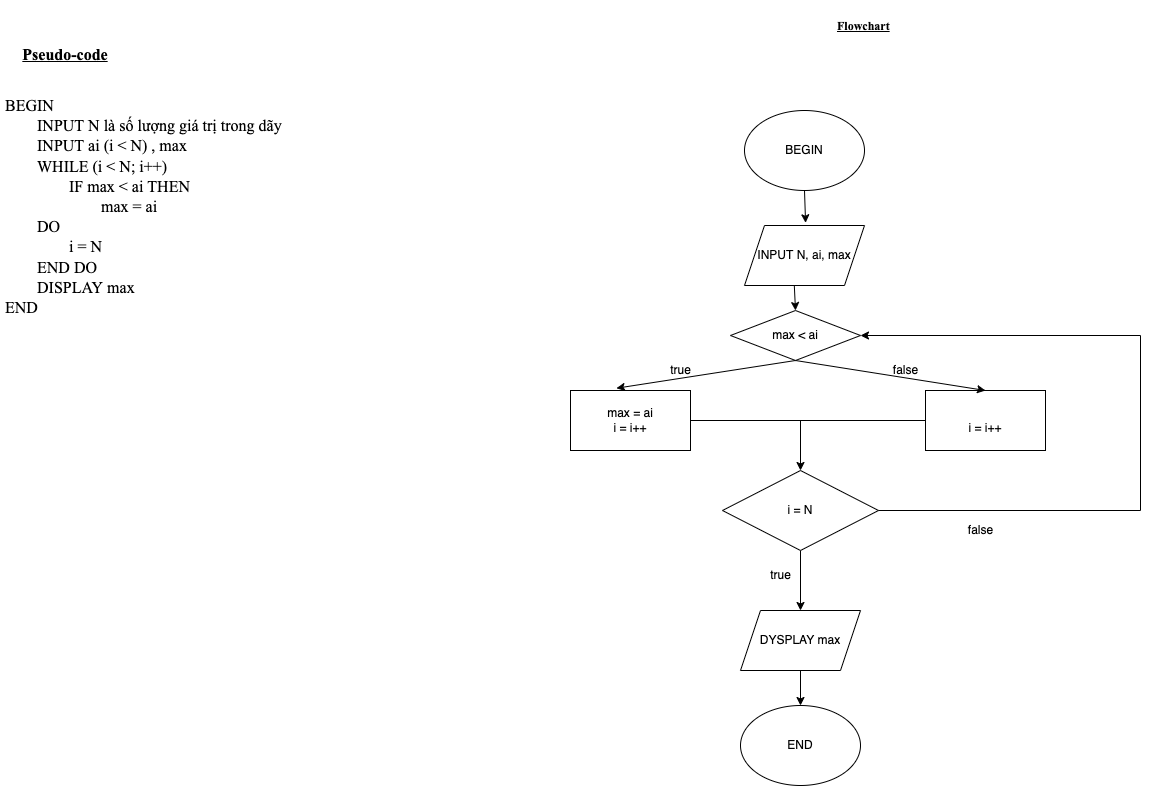 Pseudo-code
BEGIN
INPUT N là số lượng giá trị trong dãy
INPUT ai (i < N) , max
WHILE (i < N; i++)
IF max < ai THEN
max = ai
DO
i = N
END DO
DISPLAY max
END
Flowchart
BEGIN
INPUT N, ai, max
max < ai
true
false
max = ai
i = i++
i = i++
i = N
false
true
DYSPLAY max
END